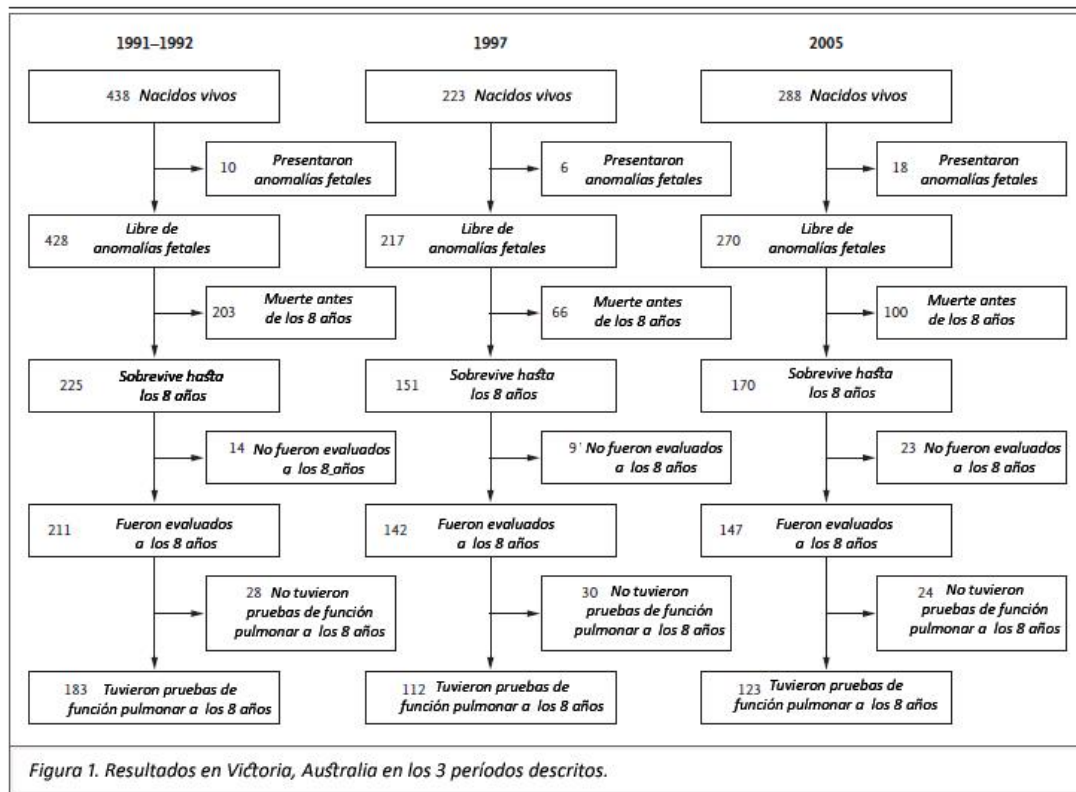 1991–1992
1997
2005
438 Nacidos vivos
223 Nacidos vivos
288 Nacidos vivos
10 Presentaron
anomalías fetales
6 Presentaron
anomalías fetales
18 Presentaron
anomalías fetales
428 Libre de
anomalías fetales
217 Libre de
anomalías fetales
270 Libre de
anomalías fetales
203 Muerte antes
de los 8 años
66 Muerte antes
de los 8 años
100 Muerte antes
de los 8 años
225 Sobrevive hasta
los 8 años
151 Sobrevive hasta
los 8 años
170 Sobrevive hasta
los 8 años
14 No fueron evaluados
a los 8 años
9 No fueron evaluados
a los 8 años
23 No fueron evaluados
a los 8 años
211 Fueron evaluados
a los 8 años
142 Fueron evaluados
a los 8 años
147 Fueron evaluados
a los 8 años
28 No tuvieron
pruebas de función
pulmonar a los 8 años
30 No tuvieron
pruebas de función
pulmonar a los 8 años
24 No tuvieron
pruebas de función
pulmonar a los 8 años
183 Tuvieron pruebas de
función pulmonar a los 8 años
112 Tuvieron pruebas de
función pulmonar a los 8 años
123 Tuvieron pruebas de
función pulmonar a los 8 años
Figura 1. Resultados en Victoria, Australia en los 3 períodos descritos.